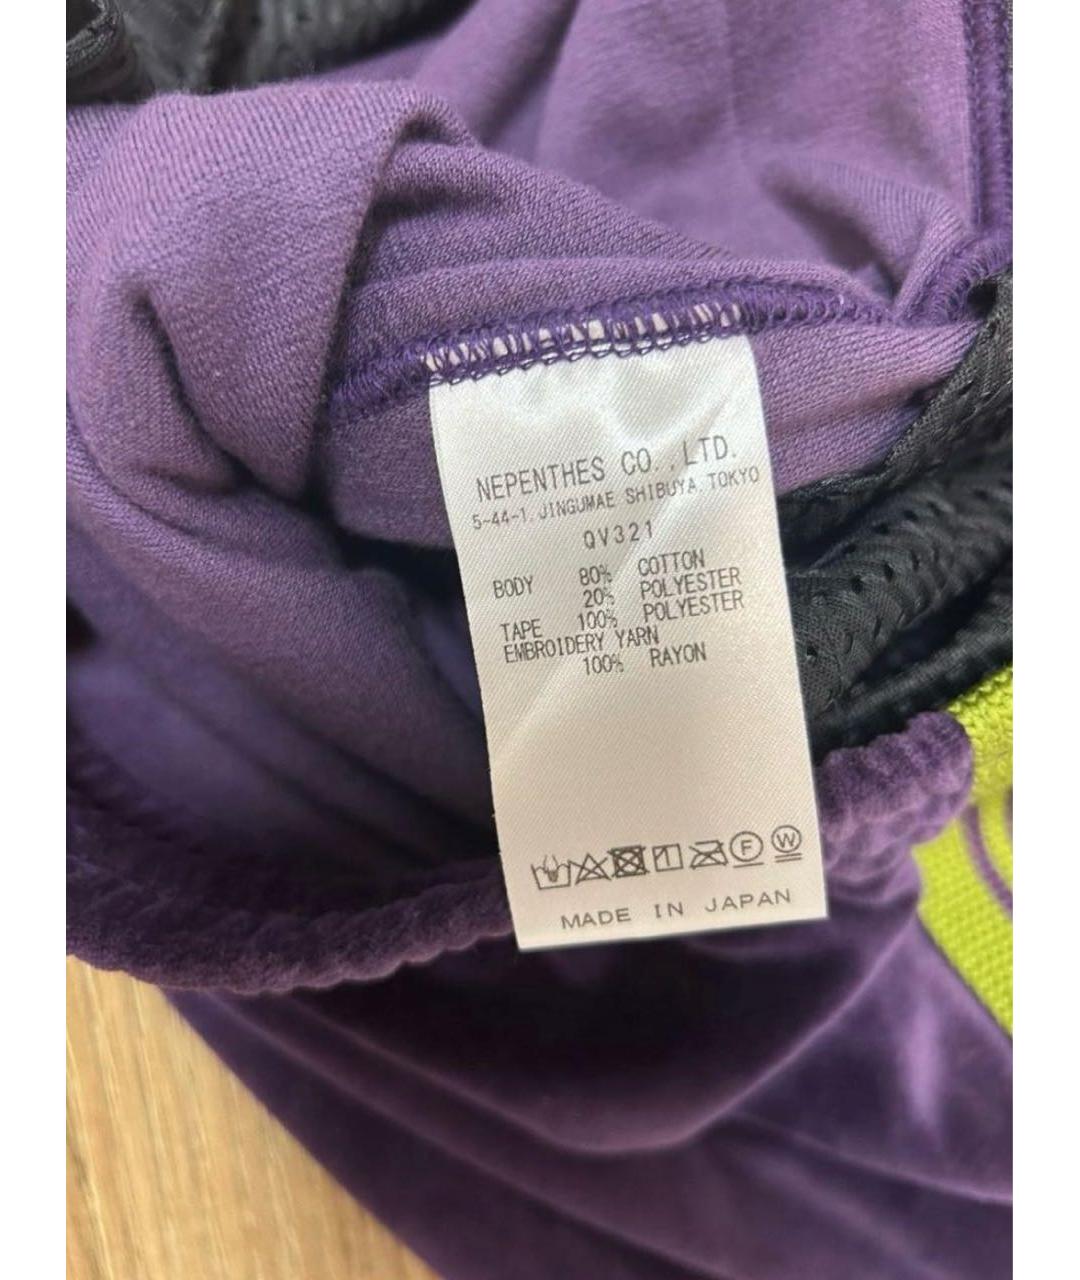 NEPENTHES CO.,LTD.
5-44-1, JINGUMAE SHIBUYA, TOKYO
QV321
BODY 80% COTTON
20% POLYESTER
TAPE 100% POLYESTER
EMBROIDERY YARN
100% RAYON
F W
MADE IN JAPAN